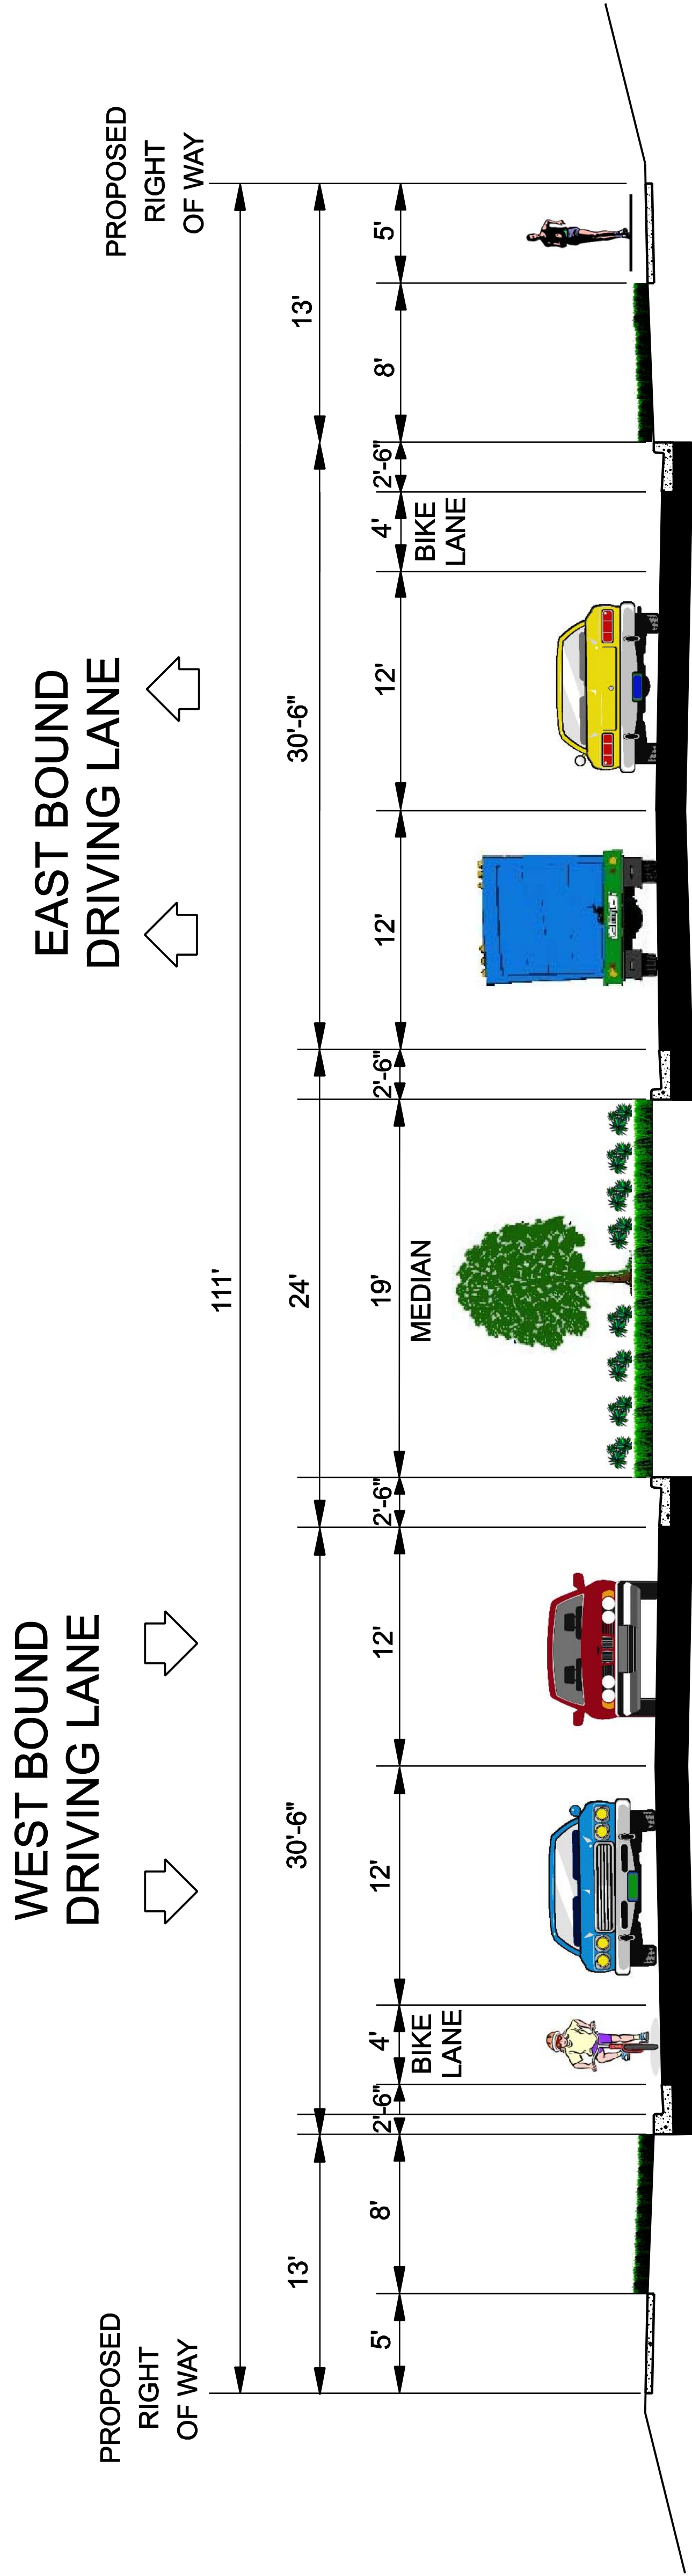 WEST BOUND
DRIVING LANE
EAST BOUND
DRIVING LANE
PROPOSED
RIGHT
OF WAY
PROPOSED
RIGHT
OF WAY
111'
13'
30'-6"
24'
30'-6"
13'
5'
8'
2'-6"
4'
12'
12'
2'-6"
19'
2'-6"
12'
12'
4'
2'-6"
8'
5'
BIKE
LANE
MEDIAN
BIKE
LANE